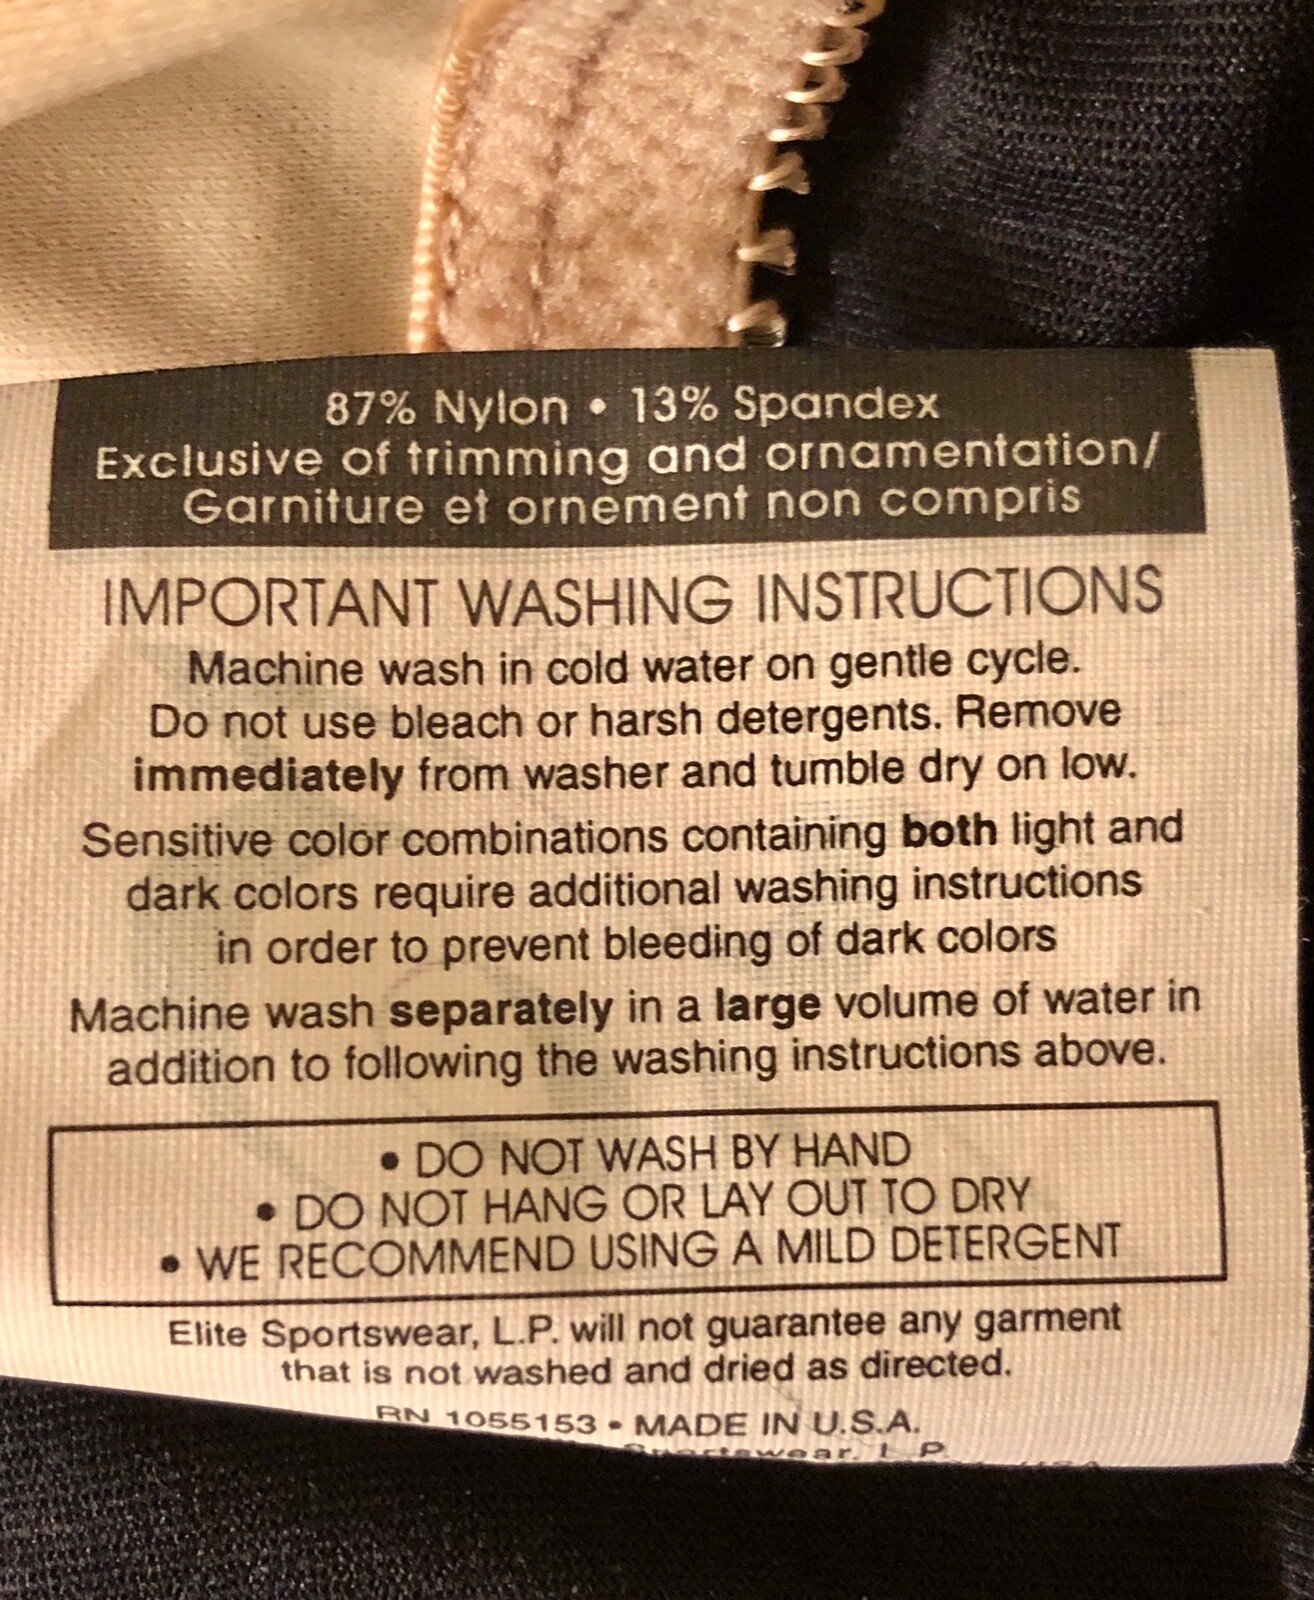 87% Nylon • 13% Spandex
Exclusive of trimming and ornamentation/
Garniture et ornement non compris
IMPORTANT WASHING INSTRUCTIONS
Machine wash in cold water on gentle cycle.
Do not use bleach or harsh detergents. Remove
immediately from washer and tumble dry on low.
Sensitive color combinations containing both light and
dark colors require additional washing instructions
in order to prevent bleeding of dark colors
Machine wash separately in a large volume of water in
addition to following the washing instructions above.
• DO NOT WASH BY HAND
• DO NOT HANG OR LAY OUT TO DRY
• WE RECOMMEND USING A MILD DETERGENT
Elite Sportswear, L.P. will not guarantee any garment
that is not washed and dried as directed.
RN 1055153 • MADE IN U.S.A.
Sportswear, L.P.